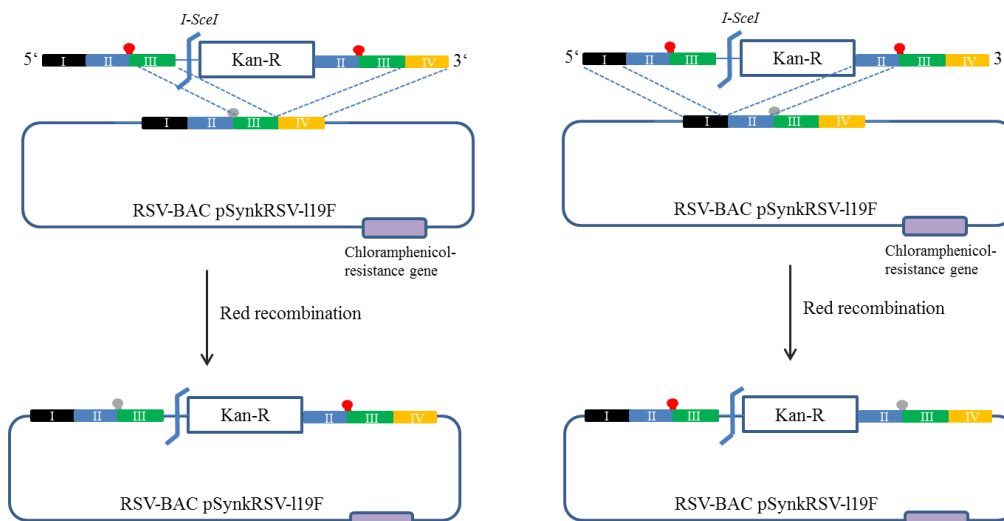 I-SceI
5‘ I II III Kan-R II III IV 3‘
I II III IV
RSV-BAC pSynkRSV-l19F
Chloramphenicol-
resistance gene
Red recombination
I II III Kan-R II III IV
RSV-BAC pSynkRSV-l19F
I-SceI
5‘ I II III Kan-R II III IV 3
I II III IV
RSV-BAC pSynkRSV-l19F
Chloramphenicol-
resistance gene
Red recombination
I II III Kan-R II III IV
RSV-BAC pSynkRSV-l19F